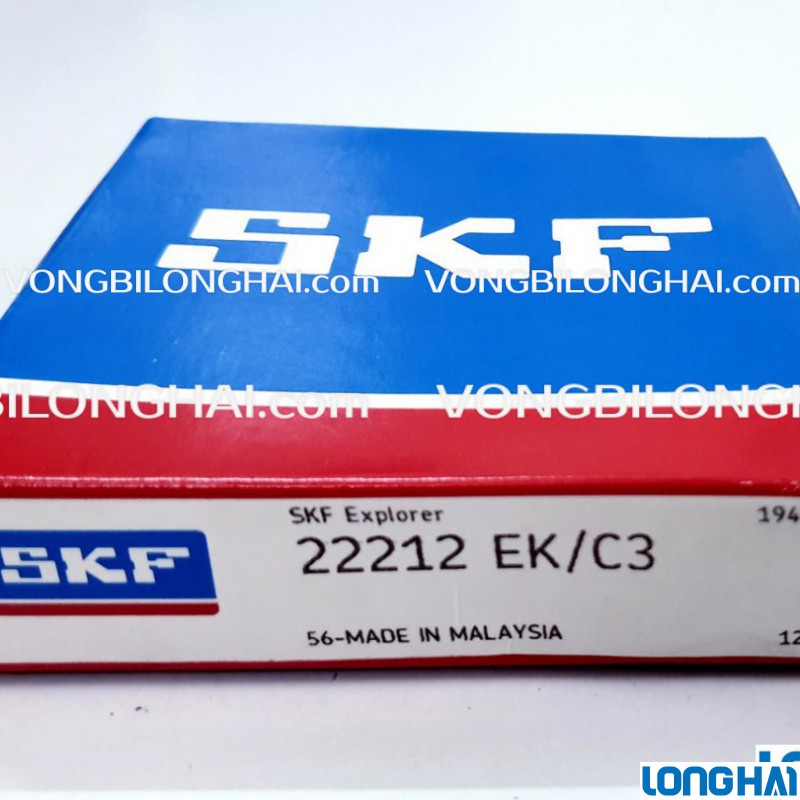 SKF
VONGBILONGHAI.com VONGBILONGHAI.com
BILONGHAI.com VONGBILONGHAI
SKF Explorer 194
SKF 22212 EK/C3
56-MADE IN MALAYSIA 12
LONGHAI